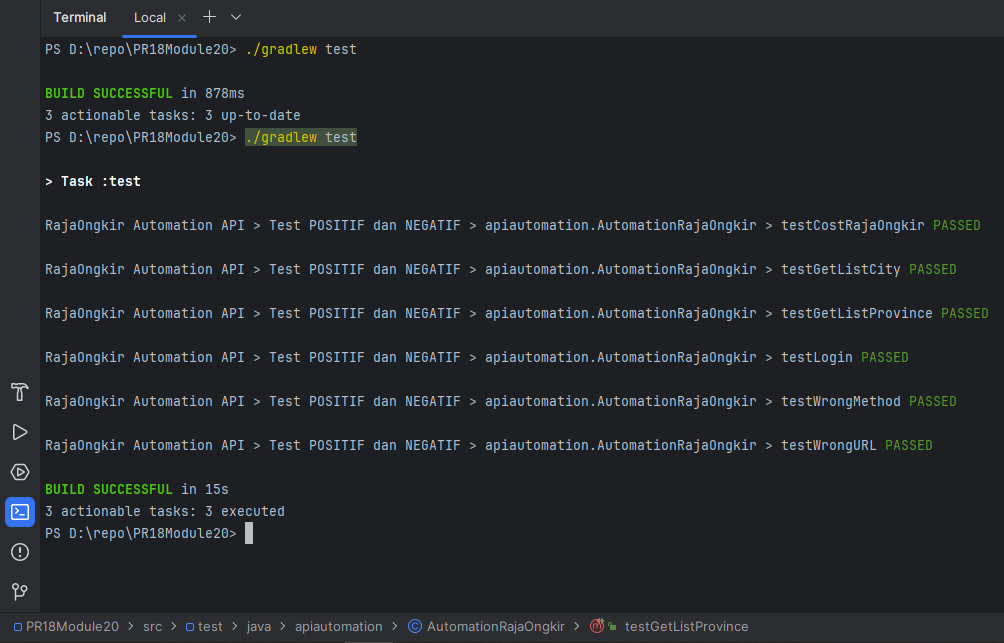 Terminal Local
PS D:\repo\PR18Module20> ./gradlew test
BUILD SUCCESSFUL in 878ms
3 actionable tasks: 3 up-to-date
PS D:\repo\PR18Module20> ./gradlew test
> Task :test
RajaOngkir Automation API > Test POSITIF dan NEGATIF > apiautomation.AutomationRajaOngkir > testCostRajaOngkir PASSED
RajaOngkir Automation API > Test POSITIF dan NEGATIF > apiautomation.AutomationRajaOngkir > testGetListCity PASSED
RajaOngkir Automation API > Test POSITIF dan NEGATIF > apiautomation.AutomationRajaOngkir > testGetListProvince PASSED
RajaOngkir Automation API > Test POSITIF dan NEGATIF > apiautomation.AutomationRajaOngkir > testLogin PASSED
RajaOngkir Automation API > Test POSITIF dan NEGATIF > apiautomation.AutomationRajaOngkir > testWrongMethod PASSED
RajaOngkir Automation API > Test POSITIF dan NEGATIF > apiautomation.AutomationRajaOngkir > testWrongURL PASSED
BUILD SUCCESSFUL in 15s
3 actionable tasks: 3 executed
PS D:\repo\PR18Module20>
PR18Module20 > src > test > java > apiautomation > AutomationRajaOngkir > testGetListProvince